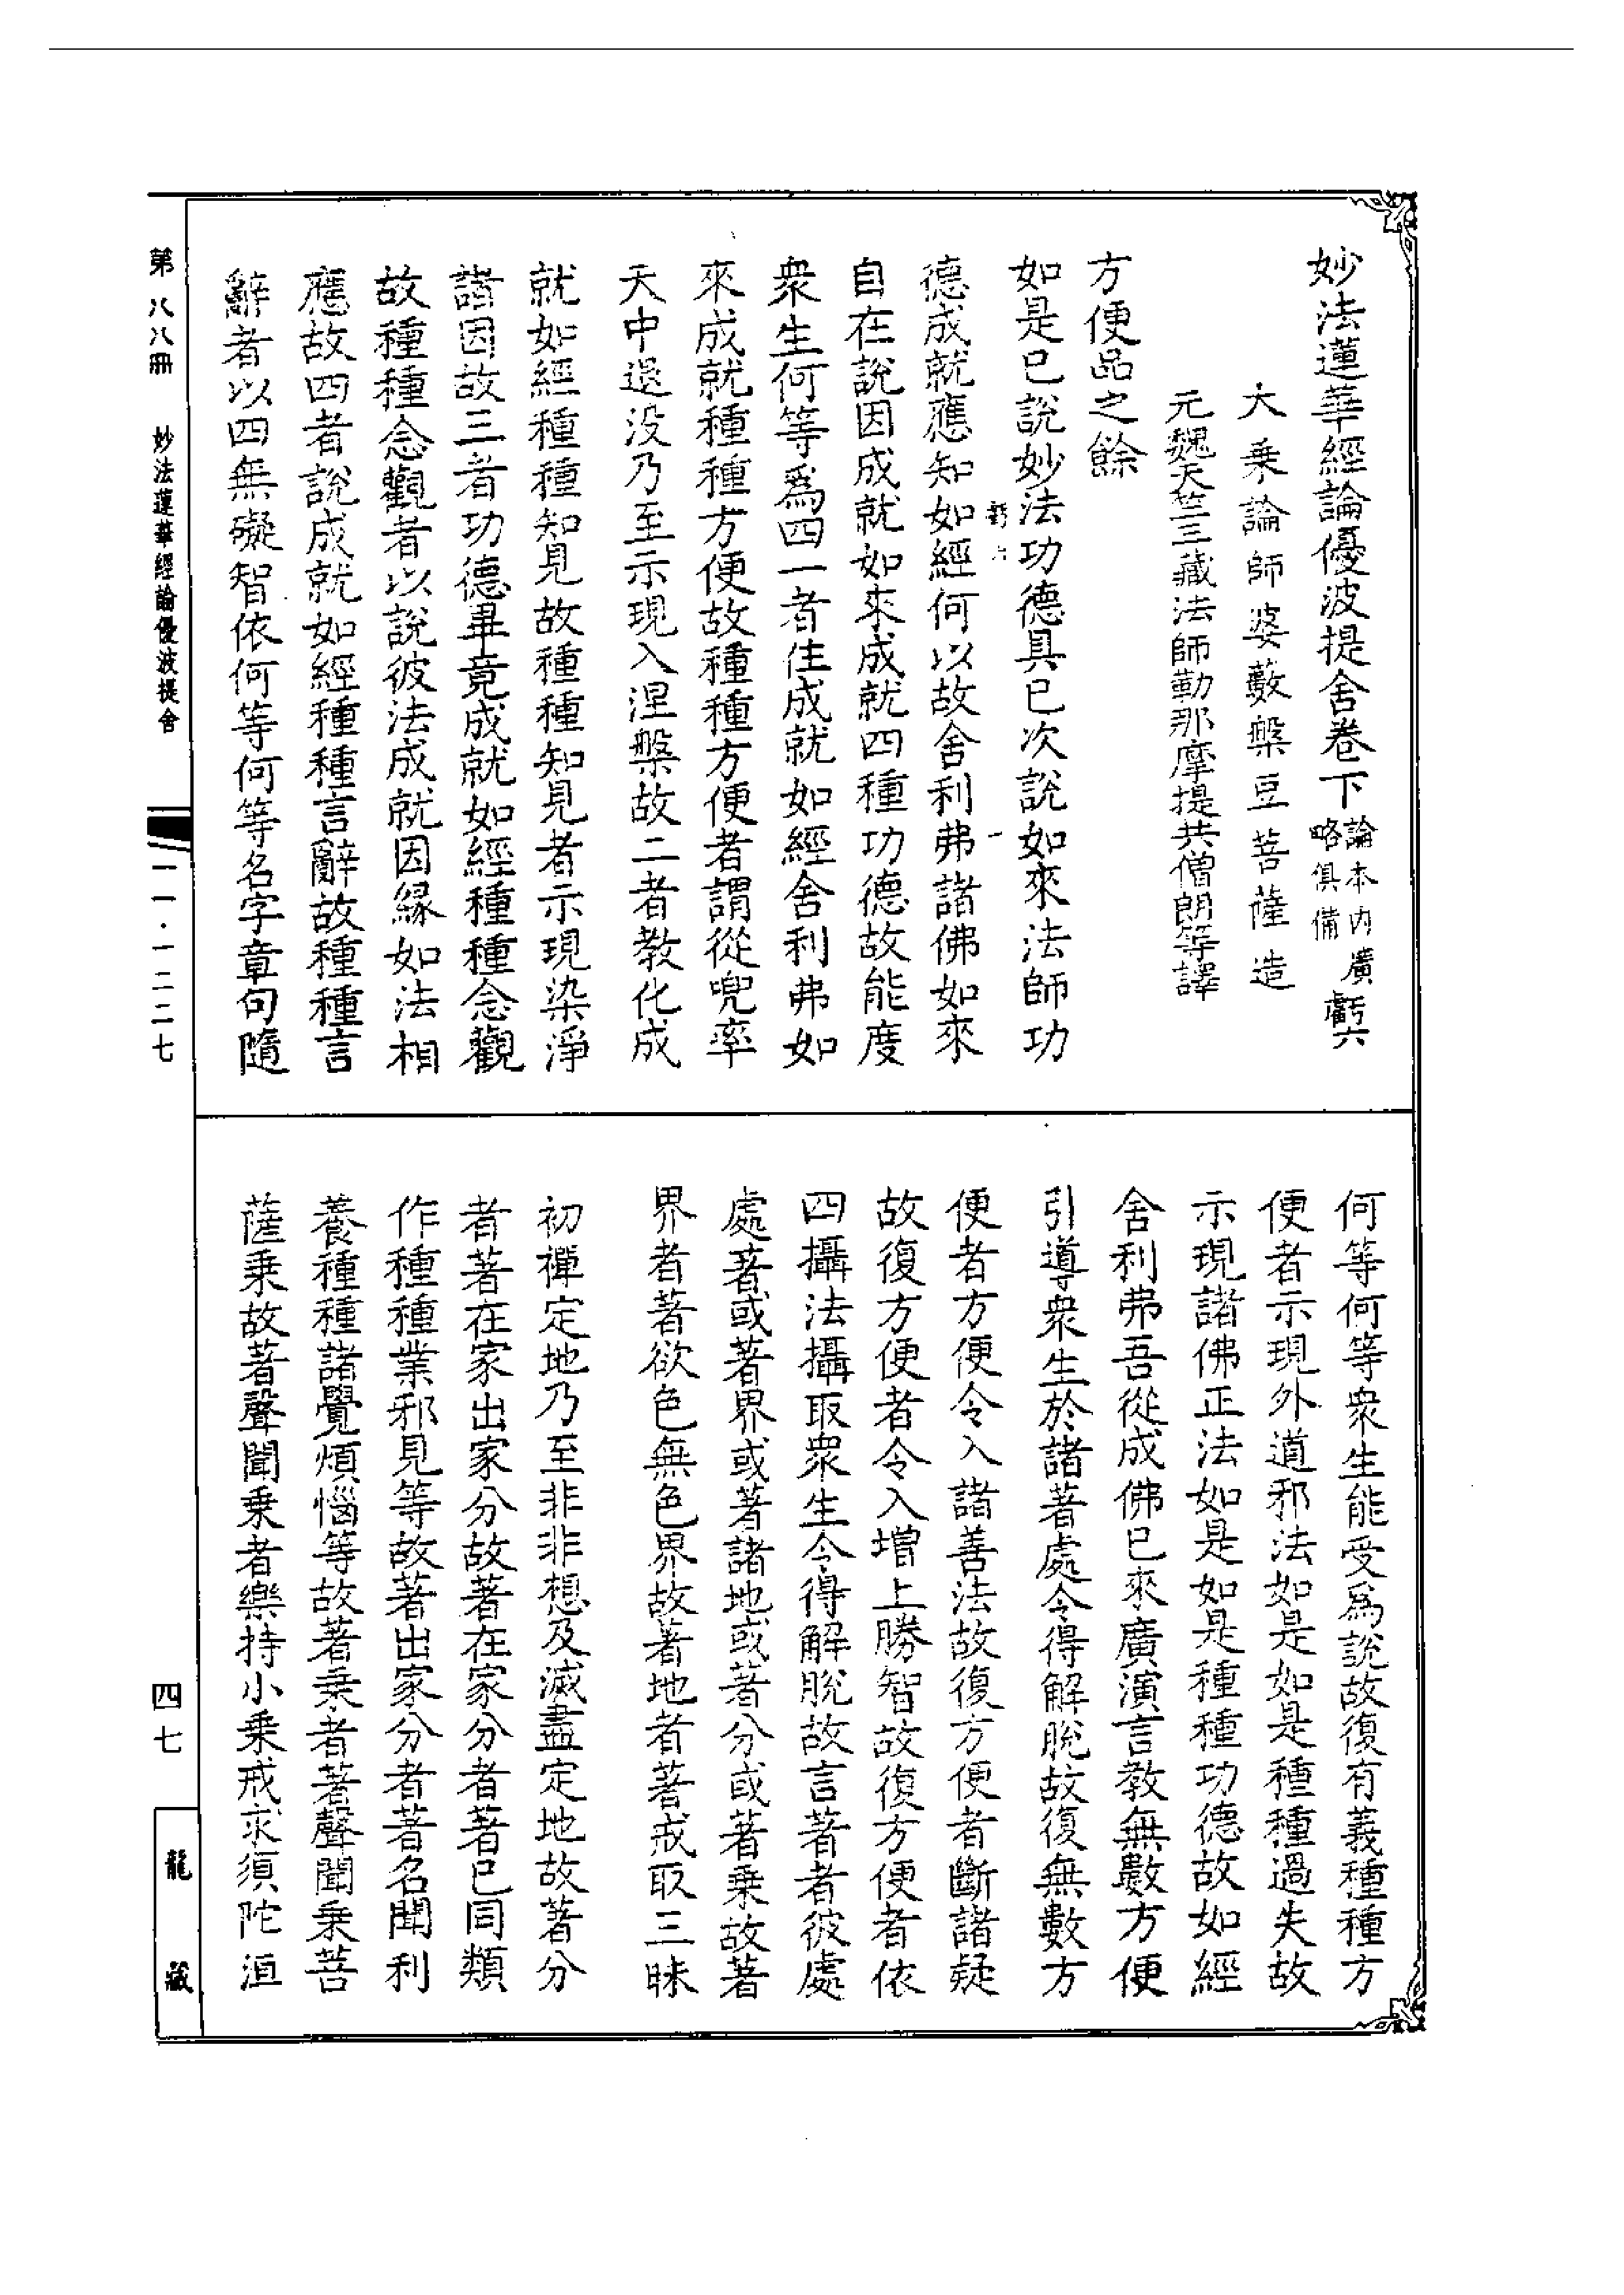 妙法蓮華經論優波提舍卷下 論本内廣略俱備 虧六
大乘論師婆藪槃豆菩薩造
元魏天竺三藏法師勒那摩提共僧朗等譯
方便品之餘
如是已說妙法功德具已次說如來法師功
德成就應知如經何以故舍利弗諸佛如來
自在說因成就如來成就四種功德故能度
衆生何等爲四一者住成就如經舍利弗如
來成就種種方便故種種方便者謂從兜率
天中退没乃至示現入涅槃故二者教化成
就如經種種知見故種種知見者示現染淨
諸因故三者功德畢竟成就如經種種念觀
故種種念觀者以說彼法成就因縁如法相
應故四者說成就如經種種言辭故種種言
辭者以四無礙智依何等何等名字章句隨
何等何等衆生能受爲說故復有義種種方
便者示現外道邪法如是如是種種過失故
示現諸佛正法如是如是種種功德故如經
舍利弗吾從成佛已來廣演言教無數方便
引導衆生於諸著處令得解脫故復無數方
便者方便令入諸善法故復方便者斷諸疑
故復方便者令入增上勝智故復方便者依
四攝法攝取衆生令得解脫故言著者彼處
處著或著界或著諸地或著分或著乘故著
界者著欲色無色界故著地者著戒取三昧
初禪定地乃至非非想及滅盡定地故著分
者著在家出家分故著在家分者著已同類
作種種業邪見等故著出家分者著名聞利
養種種諸覺煩惱等故著乘者著聲聞乘菩
薩乘故著聲聞乘者樂持小乘戒求須陀洹
第八八冊 妙法蓮華經論優波提舍
一一·一二二七
四七
龍藏